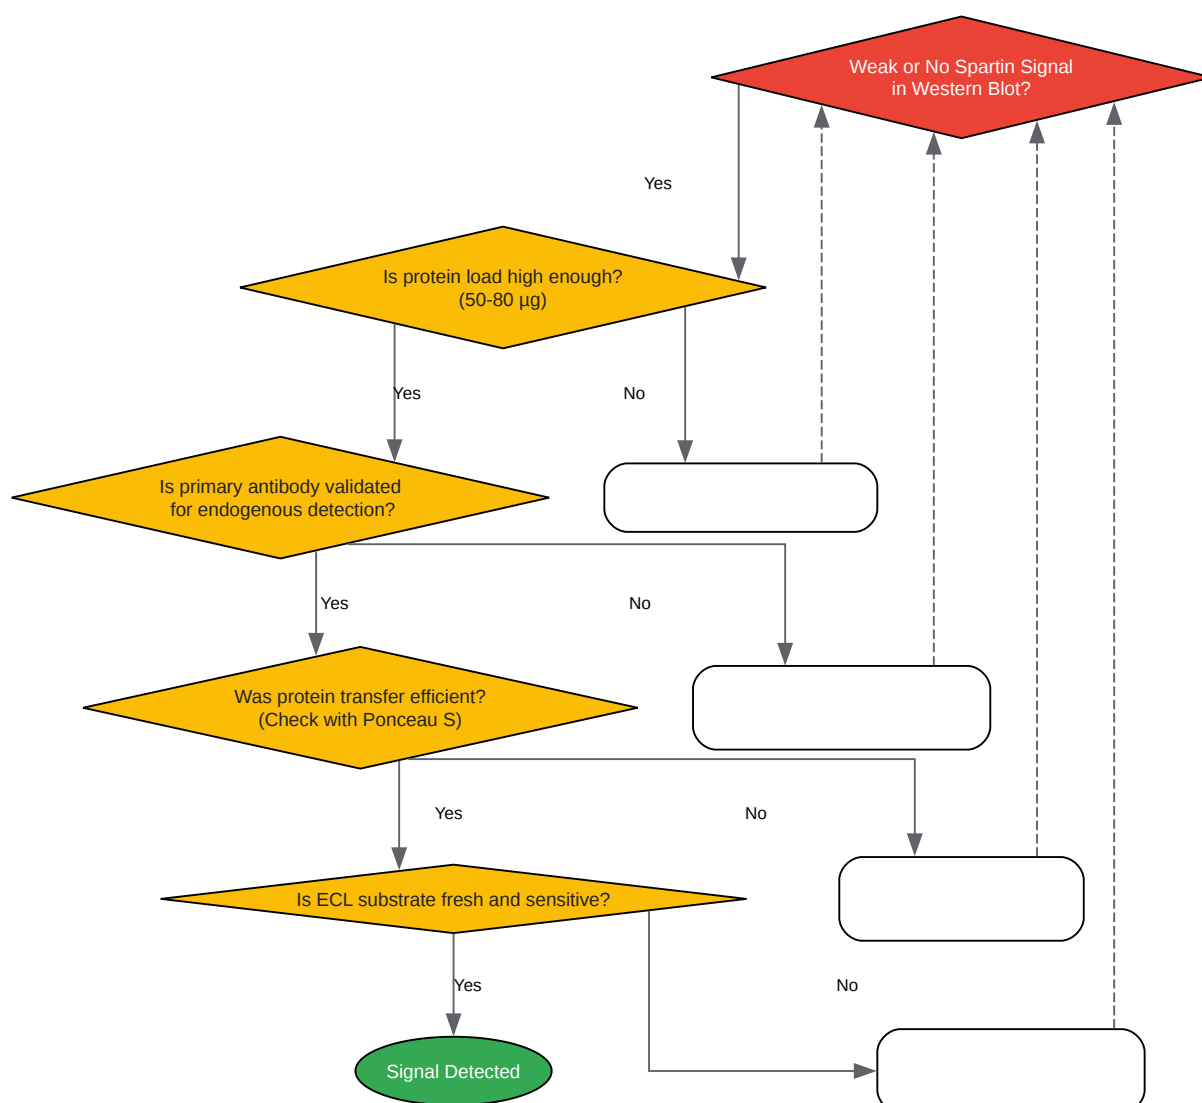 Weak or No Spartin Signal
in Western Blot?
Yes
Is protein load high enough?
(50-80 µg)
Yes
No
Is primary antibody validated
for endogenous detection?
Yes
No
Was protein transfer efficient?
(Check with Ponceau S)
Yes
No
Is ECL substrate fresh and sensitive?
Yes
No
Signal Detected